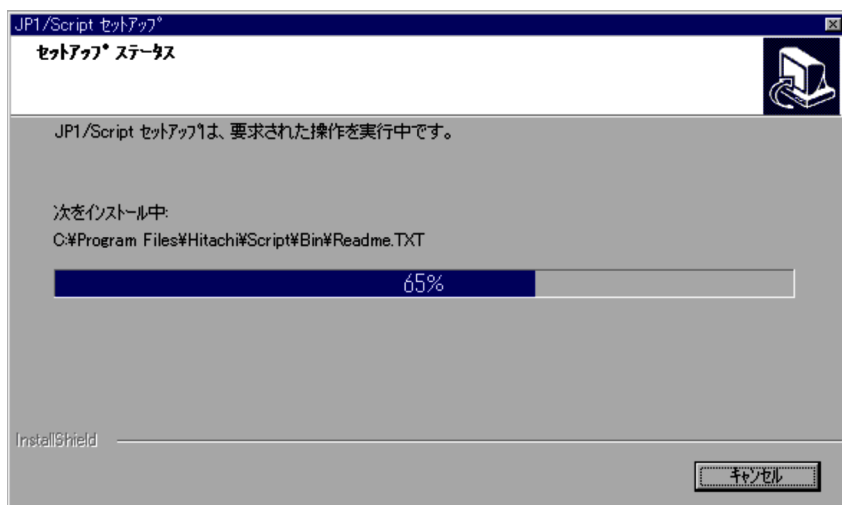 JP1/Script ｾｯﾄｱｯﾌﾟ
ｾｯﾄｱｯﾌﾟ ｽﾃｰﾀｽ
JP1/Script ｾｯﾄｱｯﾌﾟは、要求された操作を実行中です。
次をｲﾝｽﾄｰﾙ中:
C:¥Program Files¥Hitachi¥Script¥Bin¥Readme.TXT
65%
InstallShield
ｷｬﾝｾﾙ